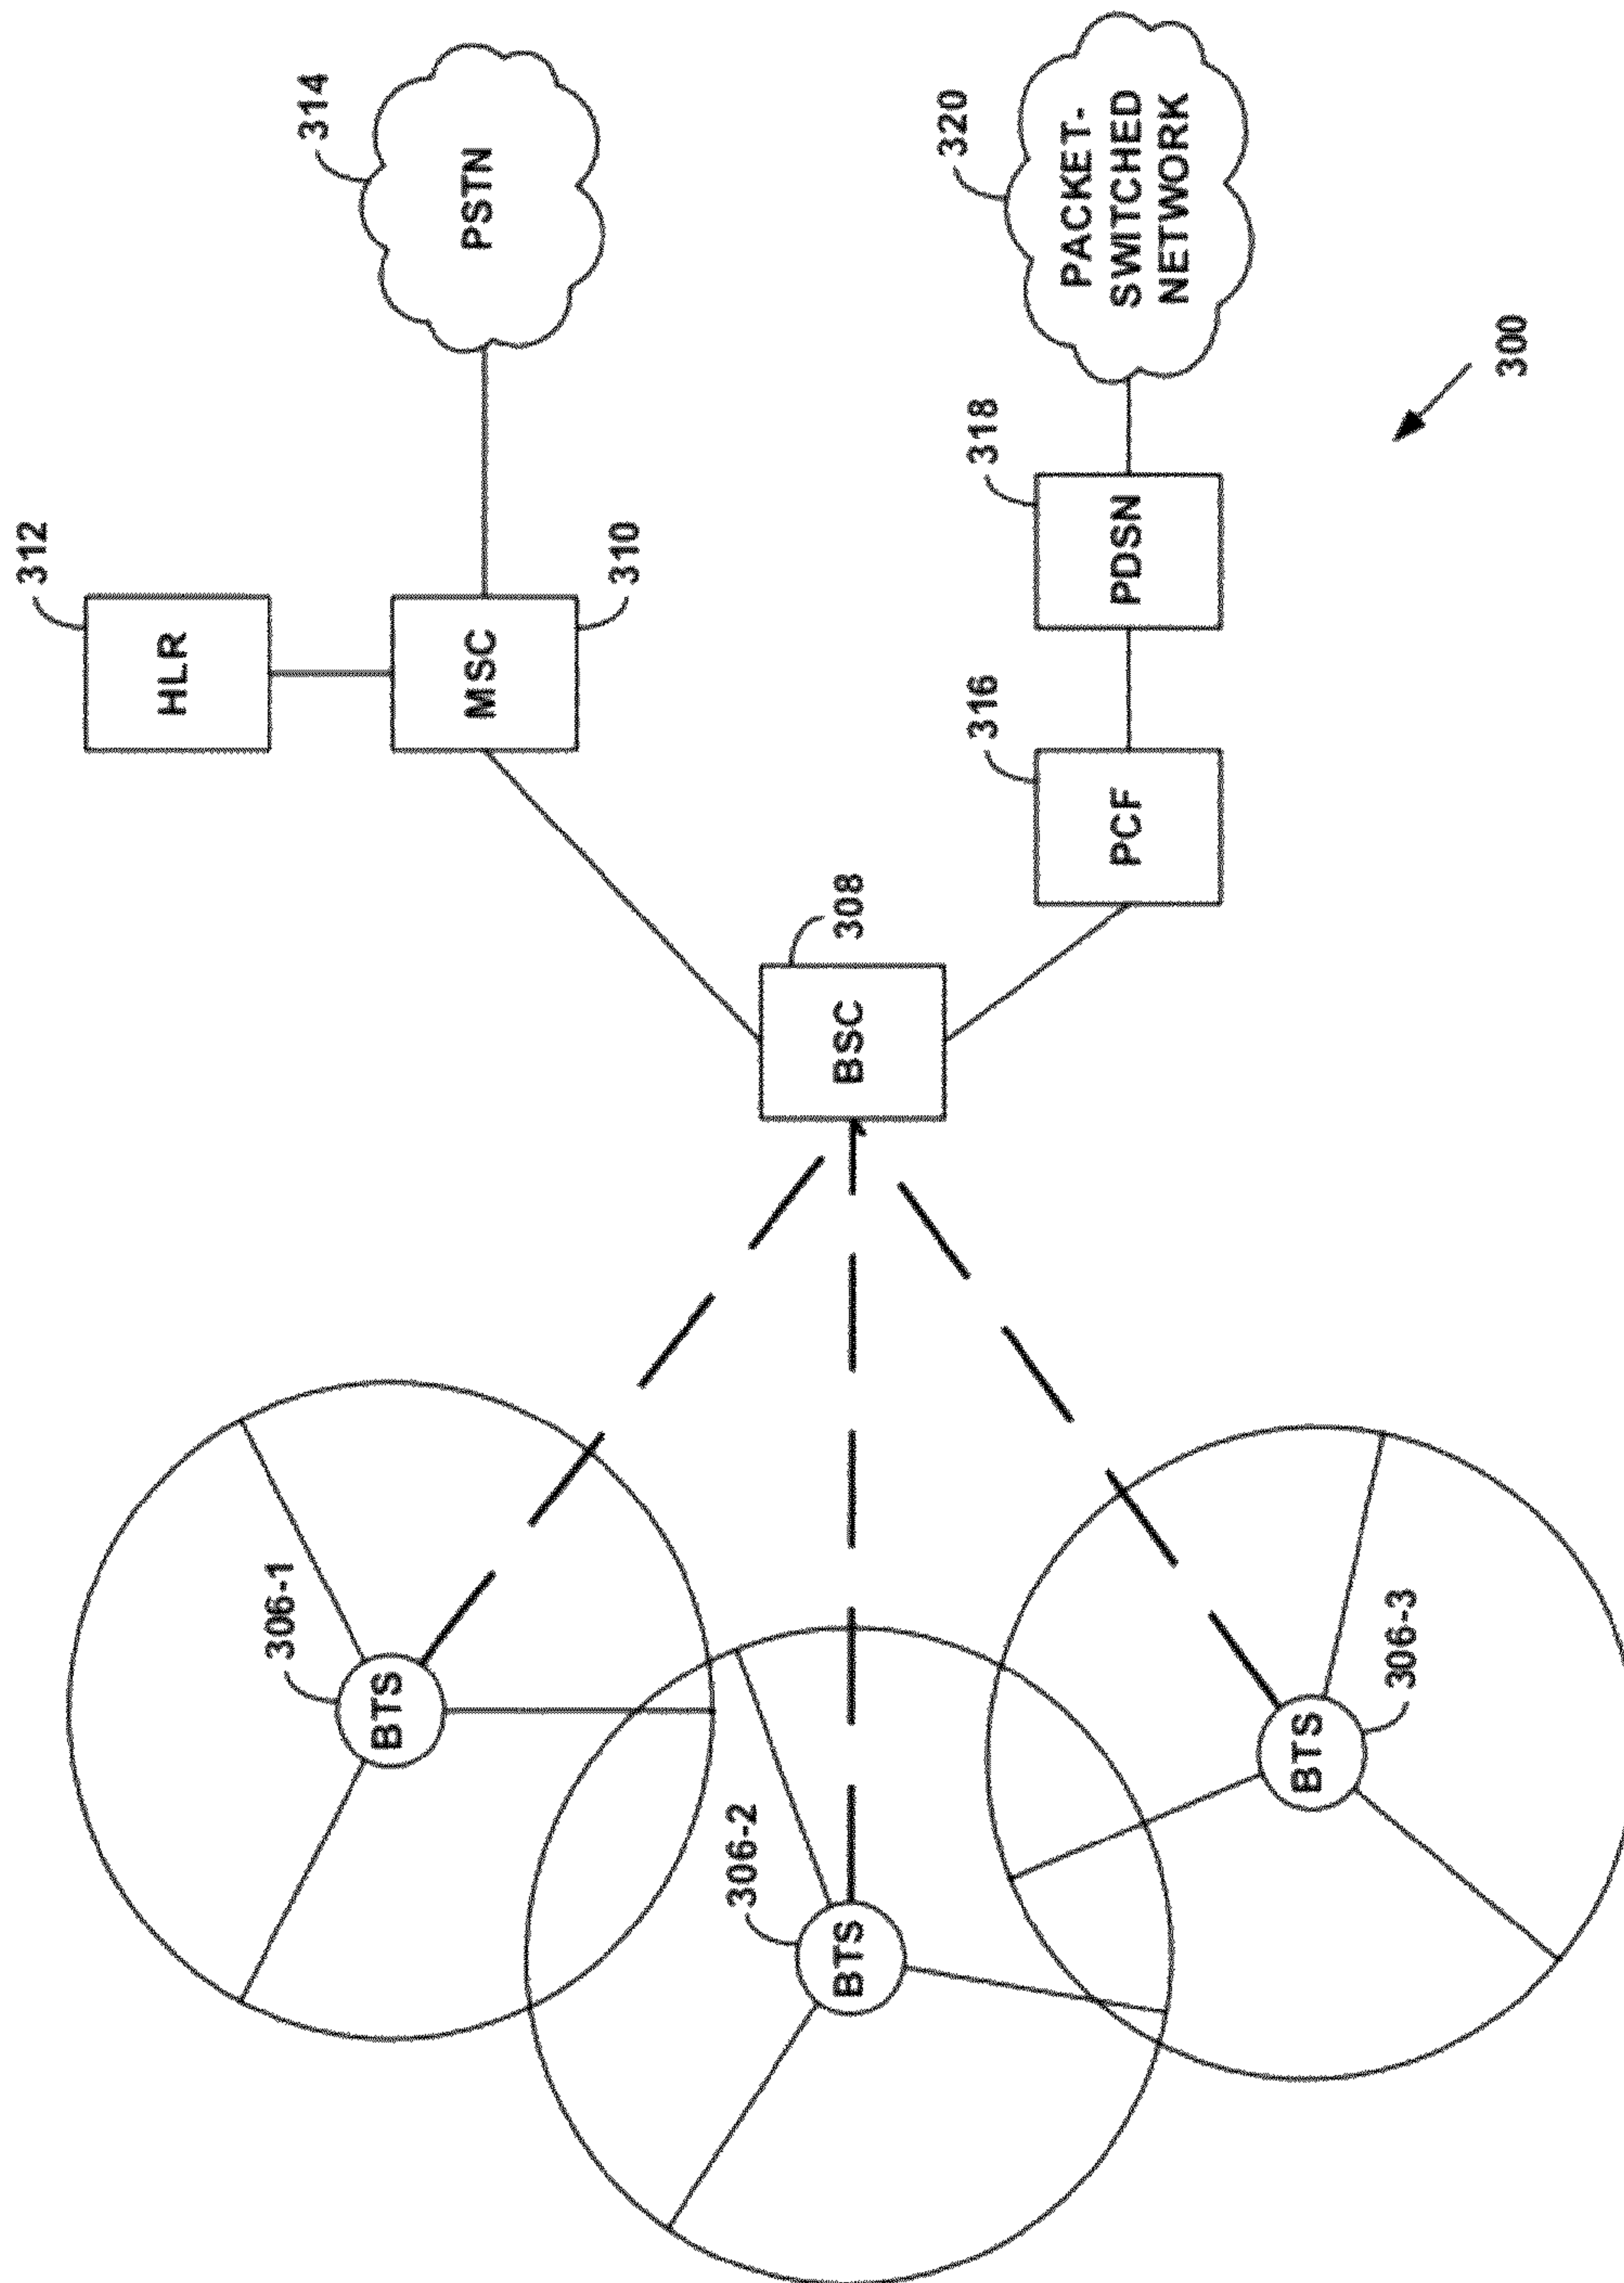 312
HLR
314
PSTN
MSC
310
306-1
BTS
308
BSC
306-2
BTS
316
PCF
318
PDSN
320
PACKET-
SWITCHED
NETWORK
BTS
306-3
300